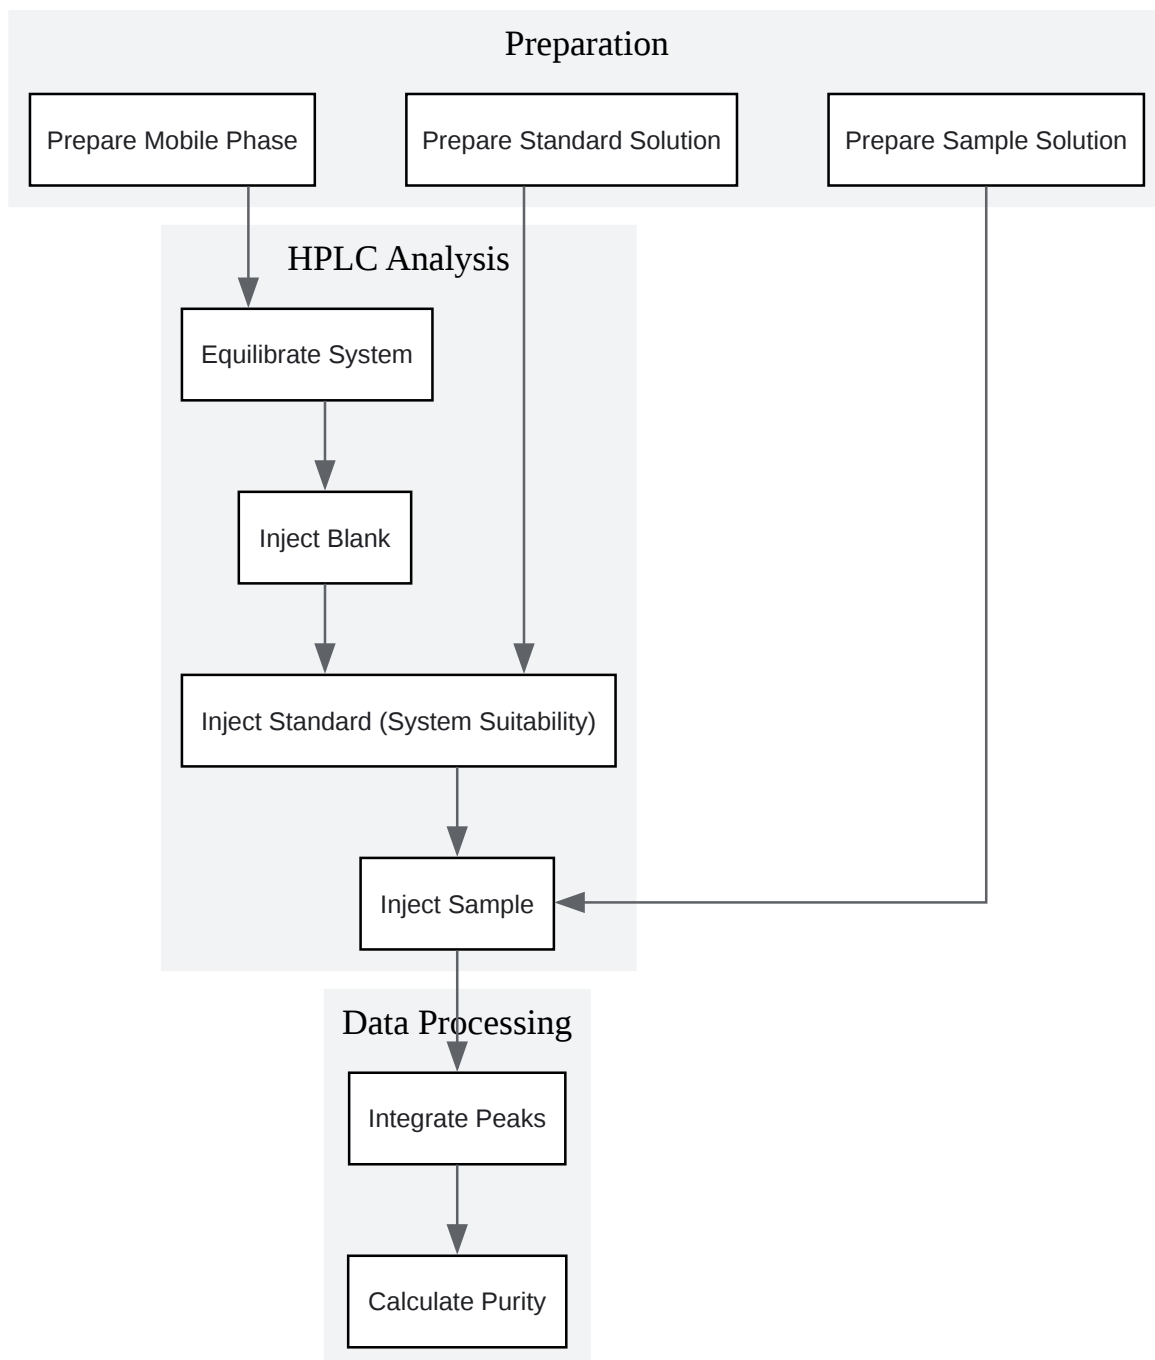 Preparation
Prepare Mobile Phase
Prepare Standard Solution
Prepare Sample Solution
HPLC Analysis
Equilibrate System
Inject Blank
Inject Standard (System Suitability)
Inject Sample
Data Processing
Integrate Peaks
Calculate Purity